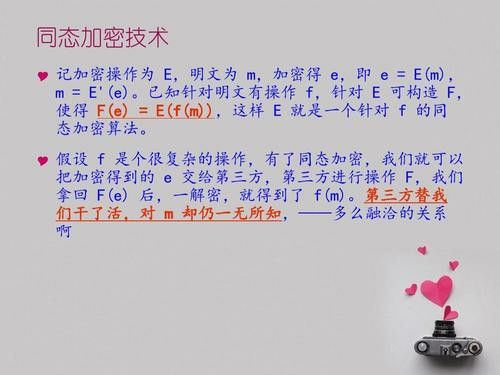 同态加密技术
记加密操作为 E，明文为 m，加密得 e，即 e = E(m)，
m = E'(e)。已知针对明文有操作 f，针对 E 可构造 F，
使得 F(e) = E(f(m))，这样 E 就是一个针对 f 的同
态加密算法。
假设 f 是个很复杂的操作，有了同态加密，我们就可以
把加密得到的 e 交给第三方，第三方进行操作 F，我们
拿回 F(e) 后，一解密，就得到了 f(m)。第三方替我
们干了活，对 m 却仍一无所知，——多么融洽的关系
啊